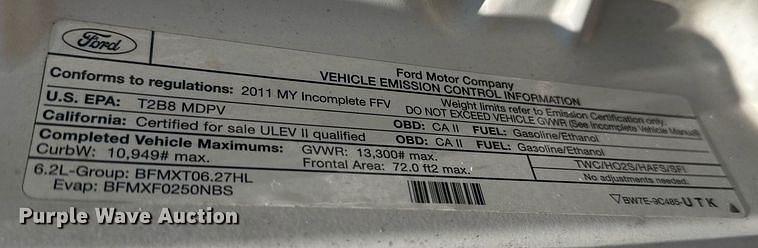 Ford
Ford Motor Company
VEHICLE EMISSION CONTROL INFORMATION
Conforms to regulations: 2011 MY Incomplete FFV
Weight limits refer to Emission Certification only.
DO NOT EXCEED VEHICLE GVWR (See Incomplete Vehicle Manual)
U.S. EPA: T2B8 MDPV OBD: CA II FUEL: Gasoline/Ethanol
California: Certified for sale ULEV II qualified OBD: CA II FUEL: Gasoline/Ethanol
Completed Vehicle Maximums: GVWR: 13,300# max.
CurbW: 10,949# max. Frontal Area: 72.0 ft2 max.
TWC/HO2S/HAFS/SFI
6.2L-Group: BFMXT06.27HL
No adjustments needed.
Evap: BFMXF0250NBS
BW7E-9C485-UTK
Purple Wave Auction